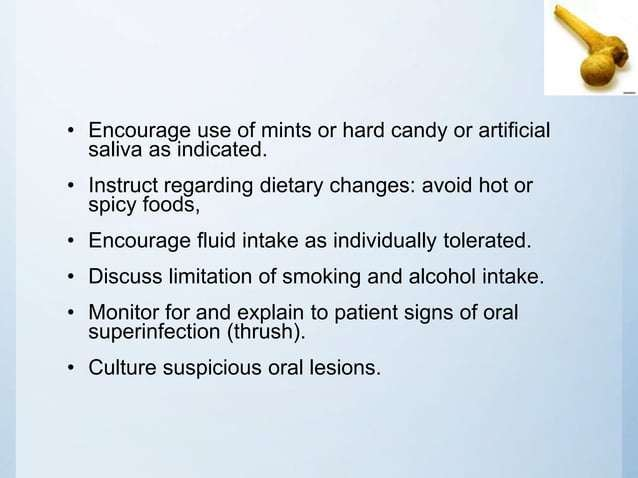 • Encourage use of mints or hard candy or artificial
saliva as indicated.
• Instruct regarding dietary changes: avoid hot or
spicy foods,
• Encourage fluid intake as individually tolerated.
• Discuss limitation of smoking and alcohol intake.
• Monitor for and explain to patient signs of oral
superinfection (thrush).
• Culture suspicious oral lesions.